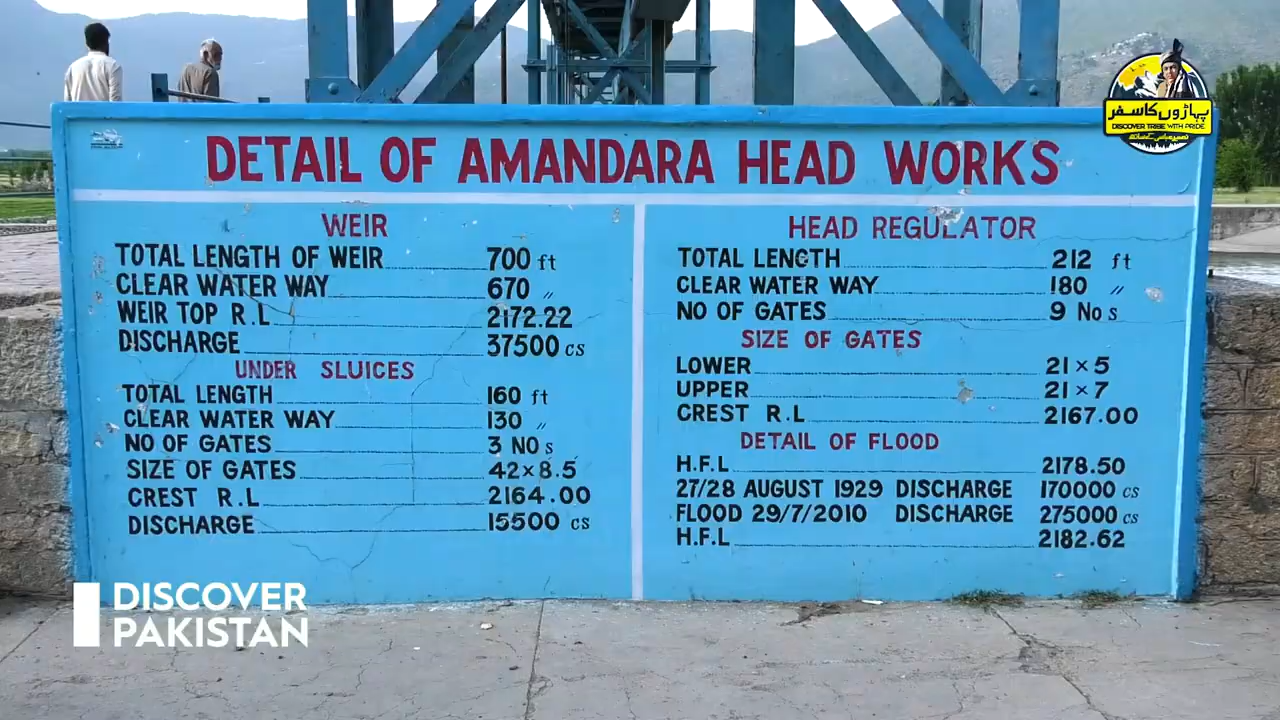 پہاڑوں کا سفر
DISCOVER TRIBE WITH PRIDE
DETAIL OF AMANDARA HEAD WORKS
WEIR
TOTAL LENGTH OF WEIR 700 ft
CLEAR WATER WAY 670 〃
WEIR TOP R.L 2172.22
DISCHARGE 37500 cs
UNDER SLUICES
TOTAL LENGTH 160 ft
CLEAR WATER WAY 130 〃
NO OF GATES 3 NOs
SIZE OF GATES 42×8.5
CREST R.L 2164.00
DISCHARGE 15500 cs
HEAD REGULATOR
TOTAL LENGTH 212 ft
CLEAR WATER WAY 180 〃
NO OF GATES 9 Nos
SIZE OF GATES
LOWER 21×5
UPPER 21×7
CREST R.L 2167.00
DETAIL OF FLOOD
H.F.L 2178.50
27/28 AUGUST 1929 DISCHARGE 170000 cs
FLOOD 29/7/2010 DISCHARGE 275000 cs
H.F.L 2182.62
DISCOVER
PAKISTAN